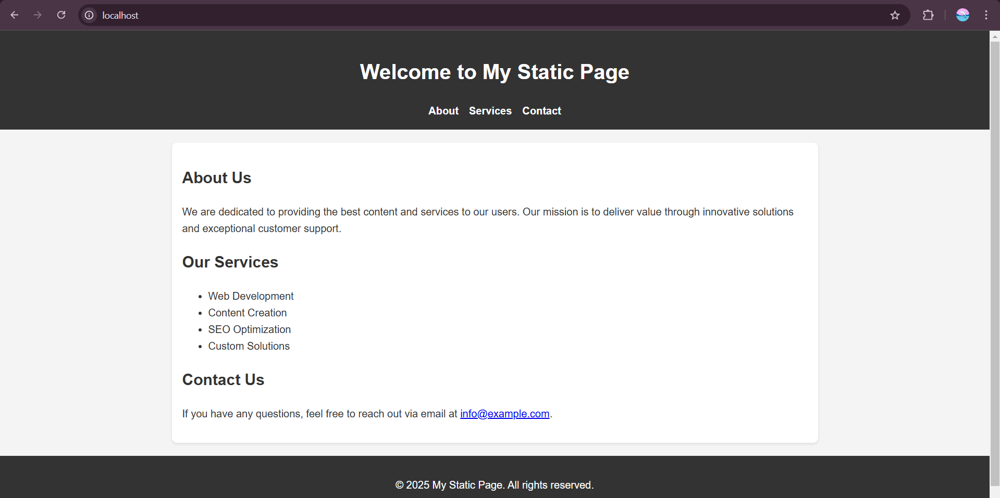 localhost
Welcome to My Static Page
About Services Contact
About Us
We are dedicated to providing the best content and services to our users. Our mission is to deliver value through innovative solutions
and exceptional customer support.
Our Services
• Web Development
• Content Creation
• SEO Optimization
• Custom Solutions
Contact Us
If you have any questions, feel free to reach out via email at info@example.com.
© 2025 My Static Page. All rights reserved.